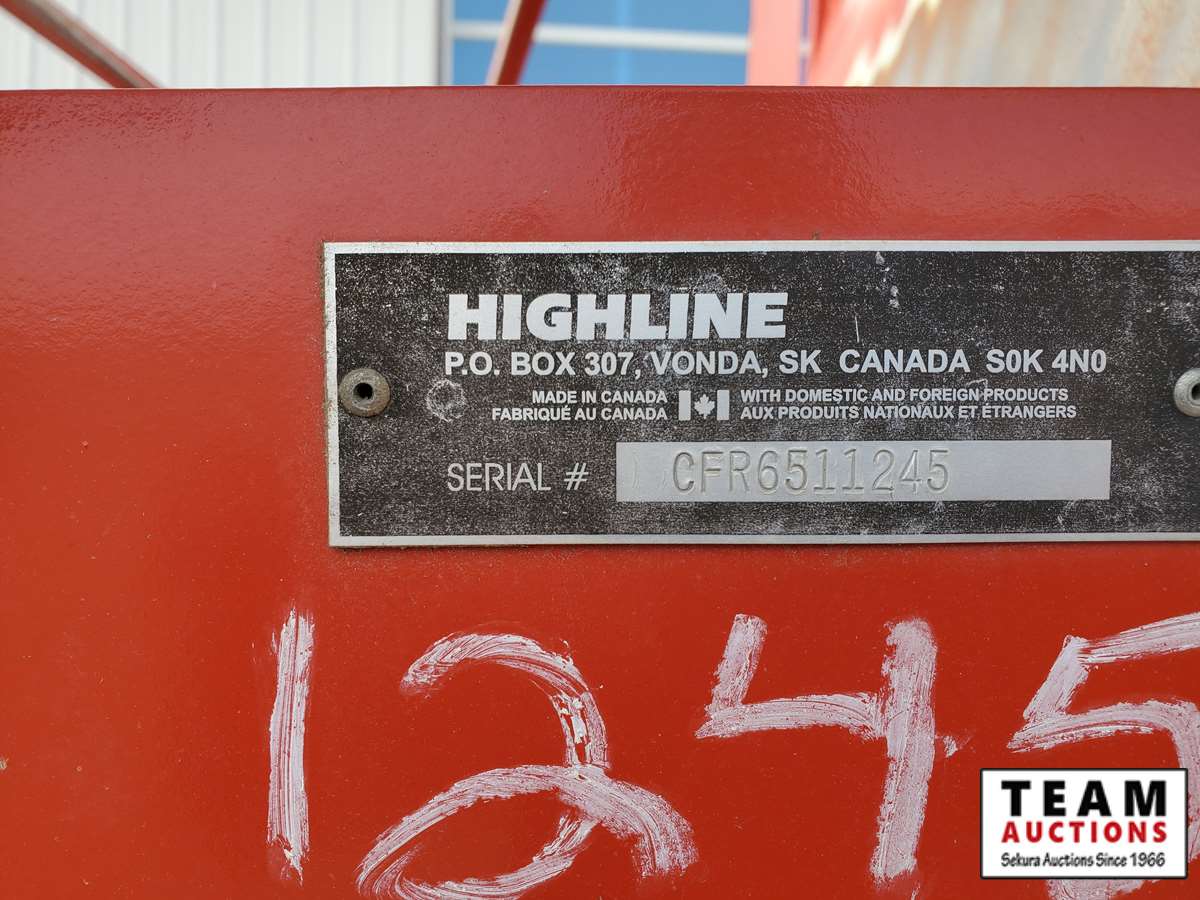 HIGHLINE
P.O. BOX 307, VONDA, SK CANADA S0K 4N0
MADE IN CANADA WITH DOMESTIC AND FOREIGN PRODUCTS
FABRIQUÉ AU CANADA AUX PRODUITS NATIONAUX ET ÉTRANGERS
SERIAL # CFR6511245
1245
TEAM
AUCTIONS
Sekura Auctions Since 1966